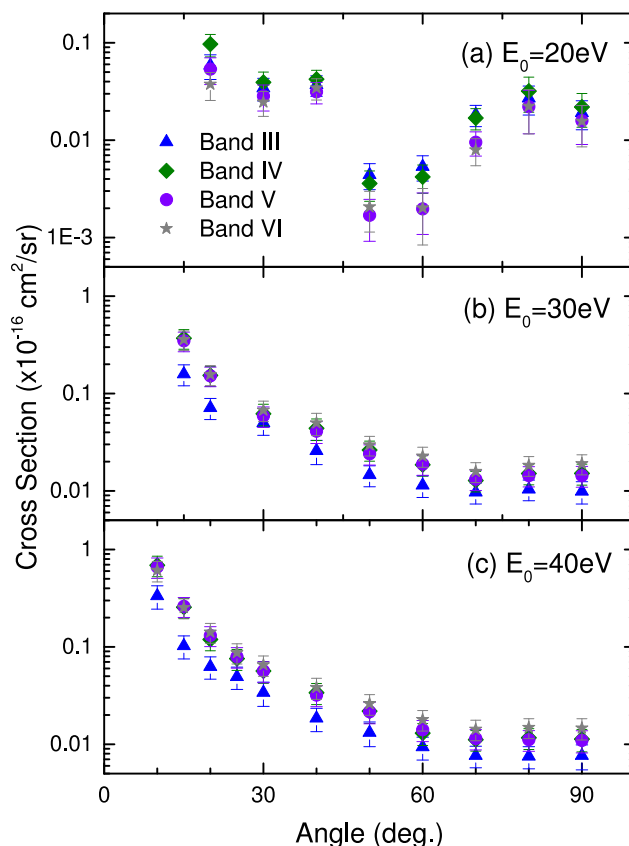 0.1
(a) E₀=20eV
0.01
Band III
Band IV
Band V
Band VI
1E-3
Cross Section (x10⁻¹⁶ cm²/sr)
1
(b) E₀=30eV
0.1
0.01
1
(c) E₀=40eV
0.1
0.01
0 30 60 90
Angle (deg.)